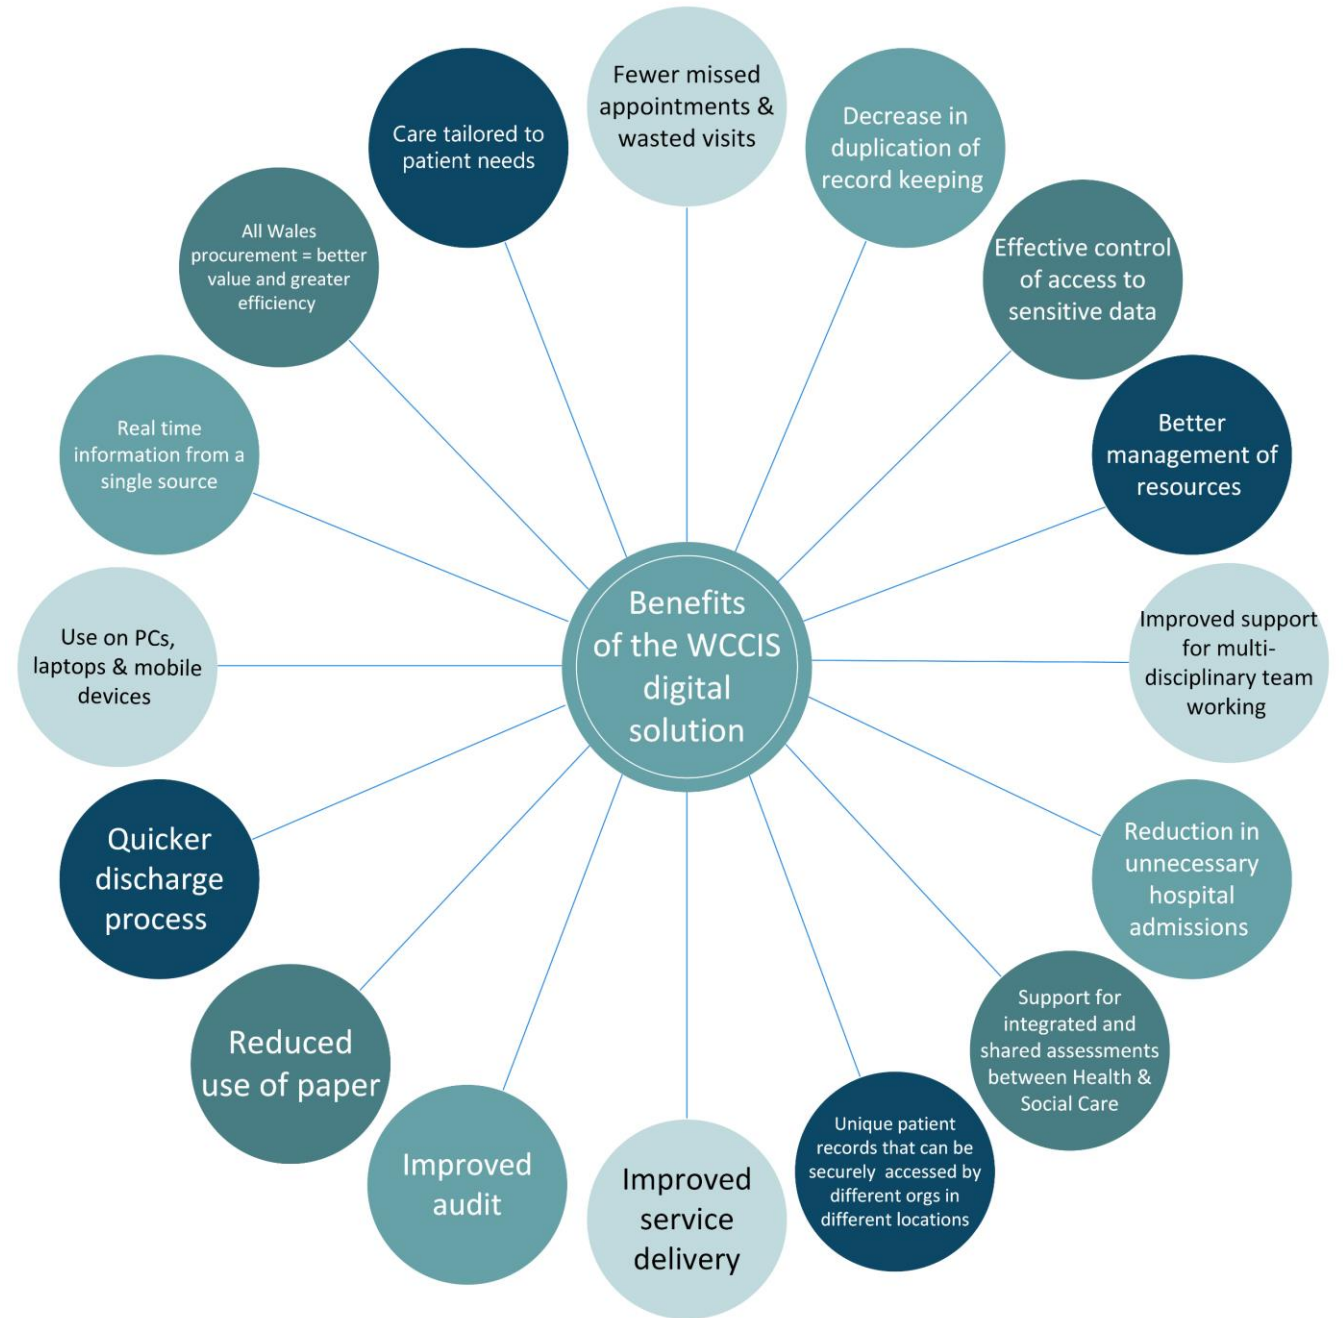 Benefits
of the WCCIS
digital
solution
Fewer missed
appointments &
wasted visits
Decrease in
duplication of
record keeping
Effective control
of access to
sensitive data
Better
management of
resources
Improved support
for multi-
disciplinary team
working
Reduction in
unnecessary
hospital
admissions
Support for
integrated and
shared assessments
between Health &
Social Care
Unique patient
records that can be
securely accessed by
different orgs in
different locations
Improved
service
delivery
Improved
audit
Reduced
use of paper
Quicker
discharge
process
Use on PCs,
laptops & mobile
devices
Real time
information from a
single source
All Wales
procurement = better
value and greater
efficiency
Care tailored to
patient needs